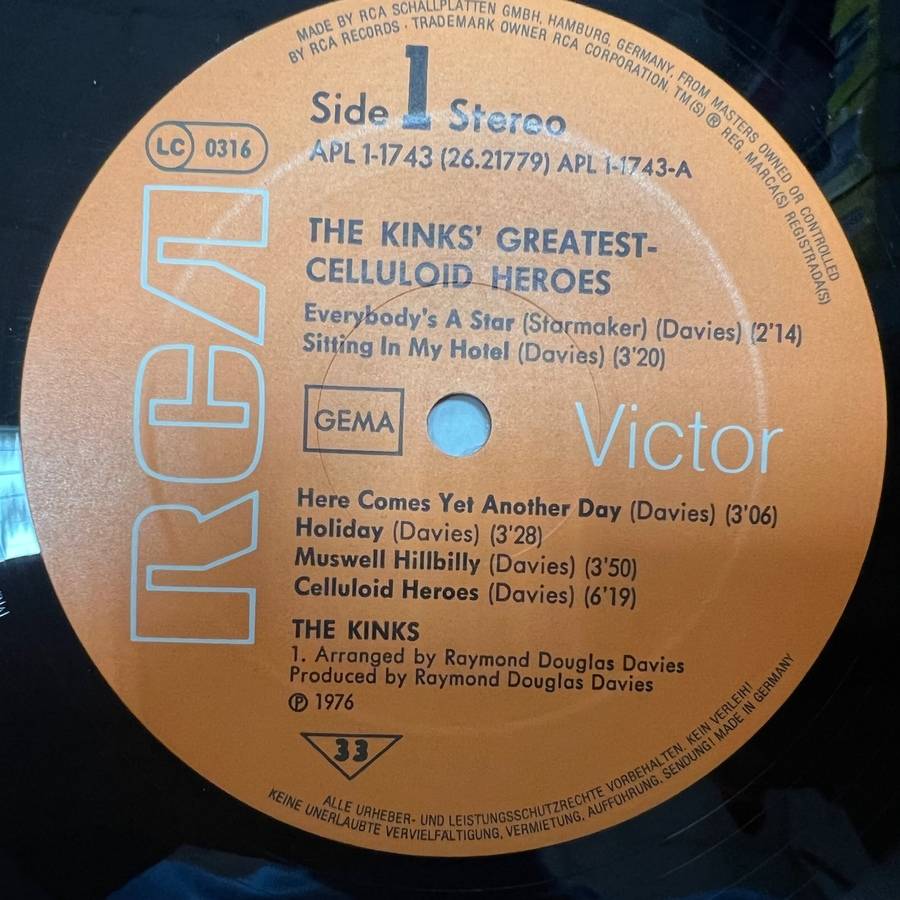 MADE BY RCA SCHALLPLATTEN GMBH, HAMBURG, GERMANY, FROM MASTERS OWNED OR CONTROLLED
BY RCA RECORDS · TRADEMARK OWNER RCA CORPORATION. TM(S) ® REG. MARCA(S) REGISTRADA(S)
Side 1 Stereo
LC 0316
APL 1-1743 (26.21779) APL 1-1743-A
RCA
THE KINKS' GREATEST-
CELLULOID HEROES
Everybody's A Star (Starmaker) (Davies) (2'14)
Sitting In My Hotel (Davies) (3'20)
GEMA
Victor
Here Comes Yet Another Day (Davies) (3'06)
Holiday (Davies) (3'28)
Muswell Hillbilly (Davies) (3'50)
Celluloid Heroes (Davies) (6'19)
THE KINKS
1. Arranged by Raymond Douglas Davies
Produced by Raymond Douglas Davies
℗ 1976
33
ALLE URHEBER- UND LEISTUNGSSCHUTZRECHTE VORBEHALTEN. KEIN VERLEIH!
KEINE UNERLAUBTE VERVIELFÄLTIGUNG, VERMIETUNG, AUFFÜHRUNG, SENDUNG! MADE IN GERMANY